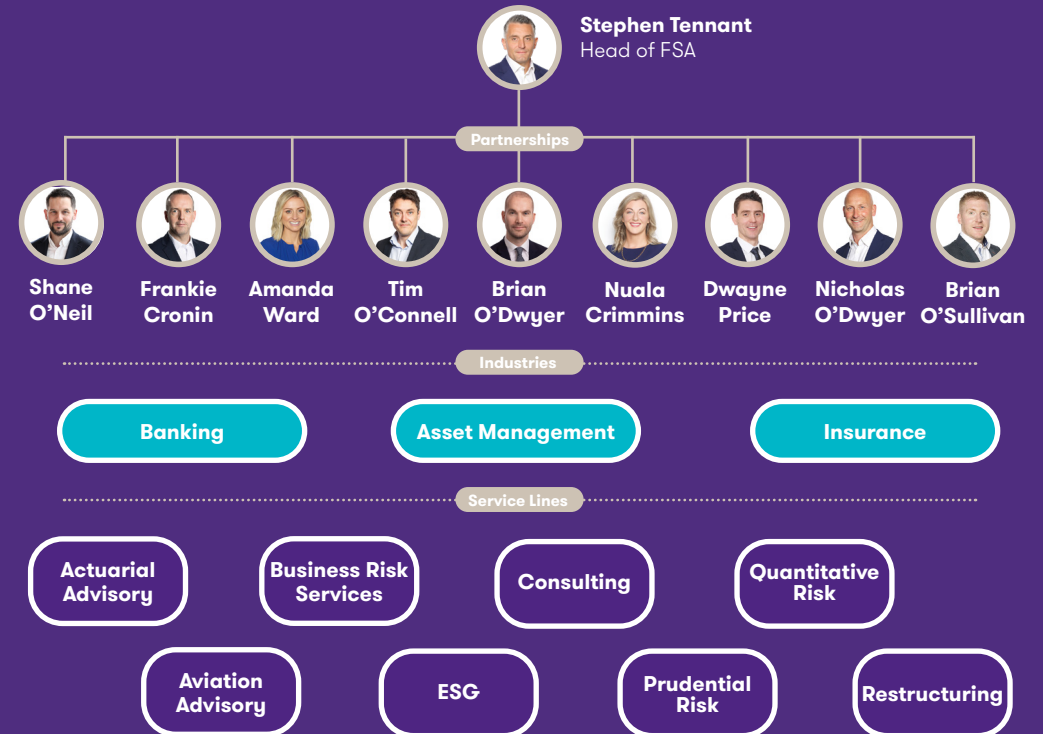 Stephen Tennant
Head of FSA
Partnerships
Shane
O'Neil
Frankie
Cronin
Amanda
Ward
Tim
O'Connell
Brian
O'Dwyer
Nuala
Crimmins
Dwayne
Price
Nicholas
O'Dwyer
Brian
O'Sullivan
Industries
Banking
Asset Management
Insurance
Service Lines
Actuarial
Advisory
Business Risk
Services
Consulting
Quantitative
Risk
Aviation
Advisory
ESG
Prudential
Risk
Restructuring